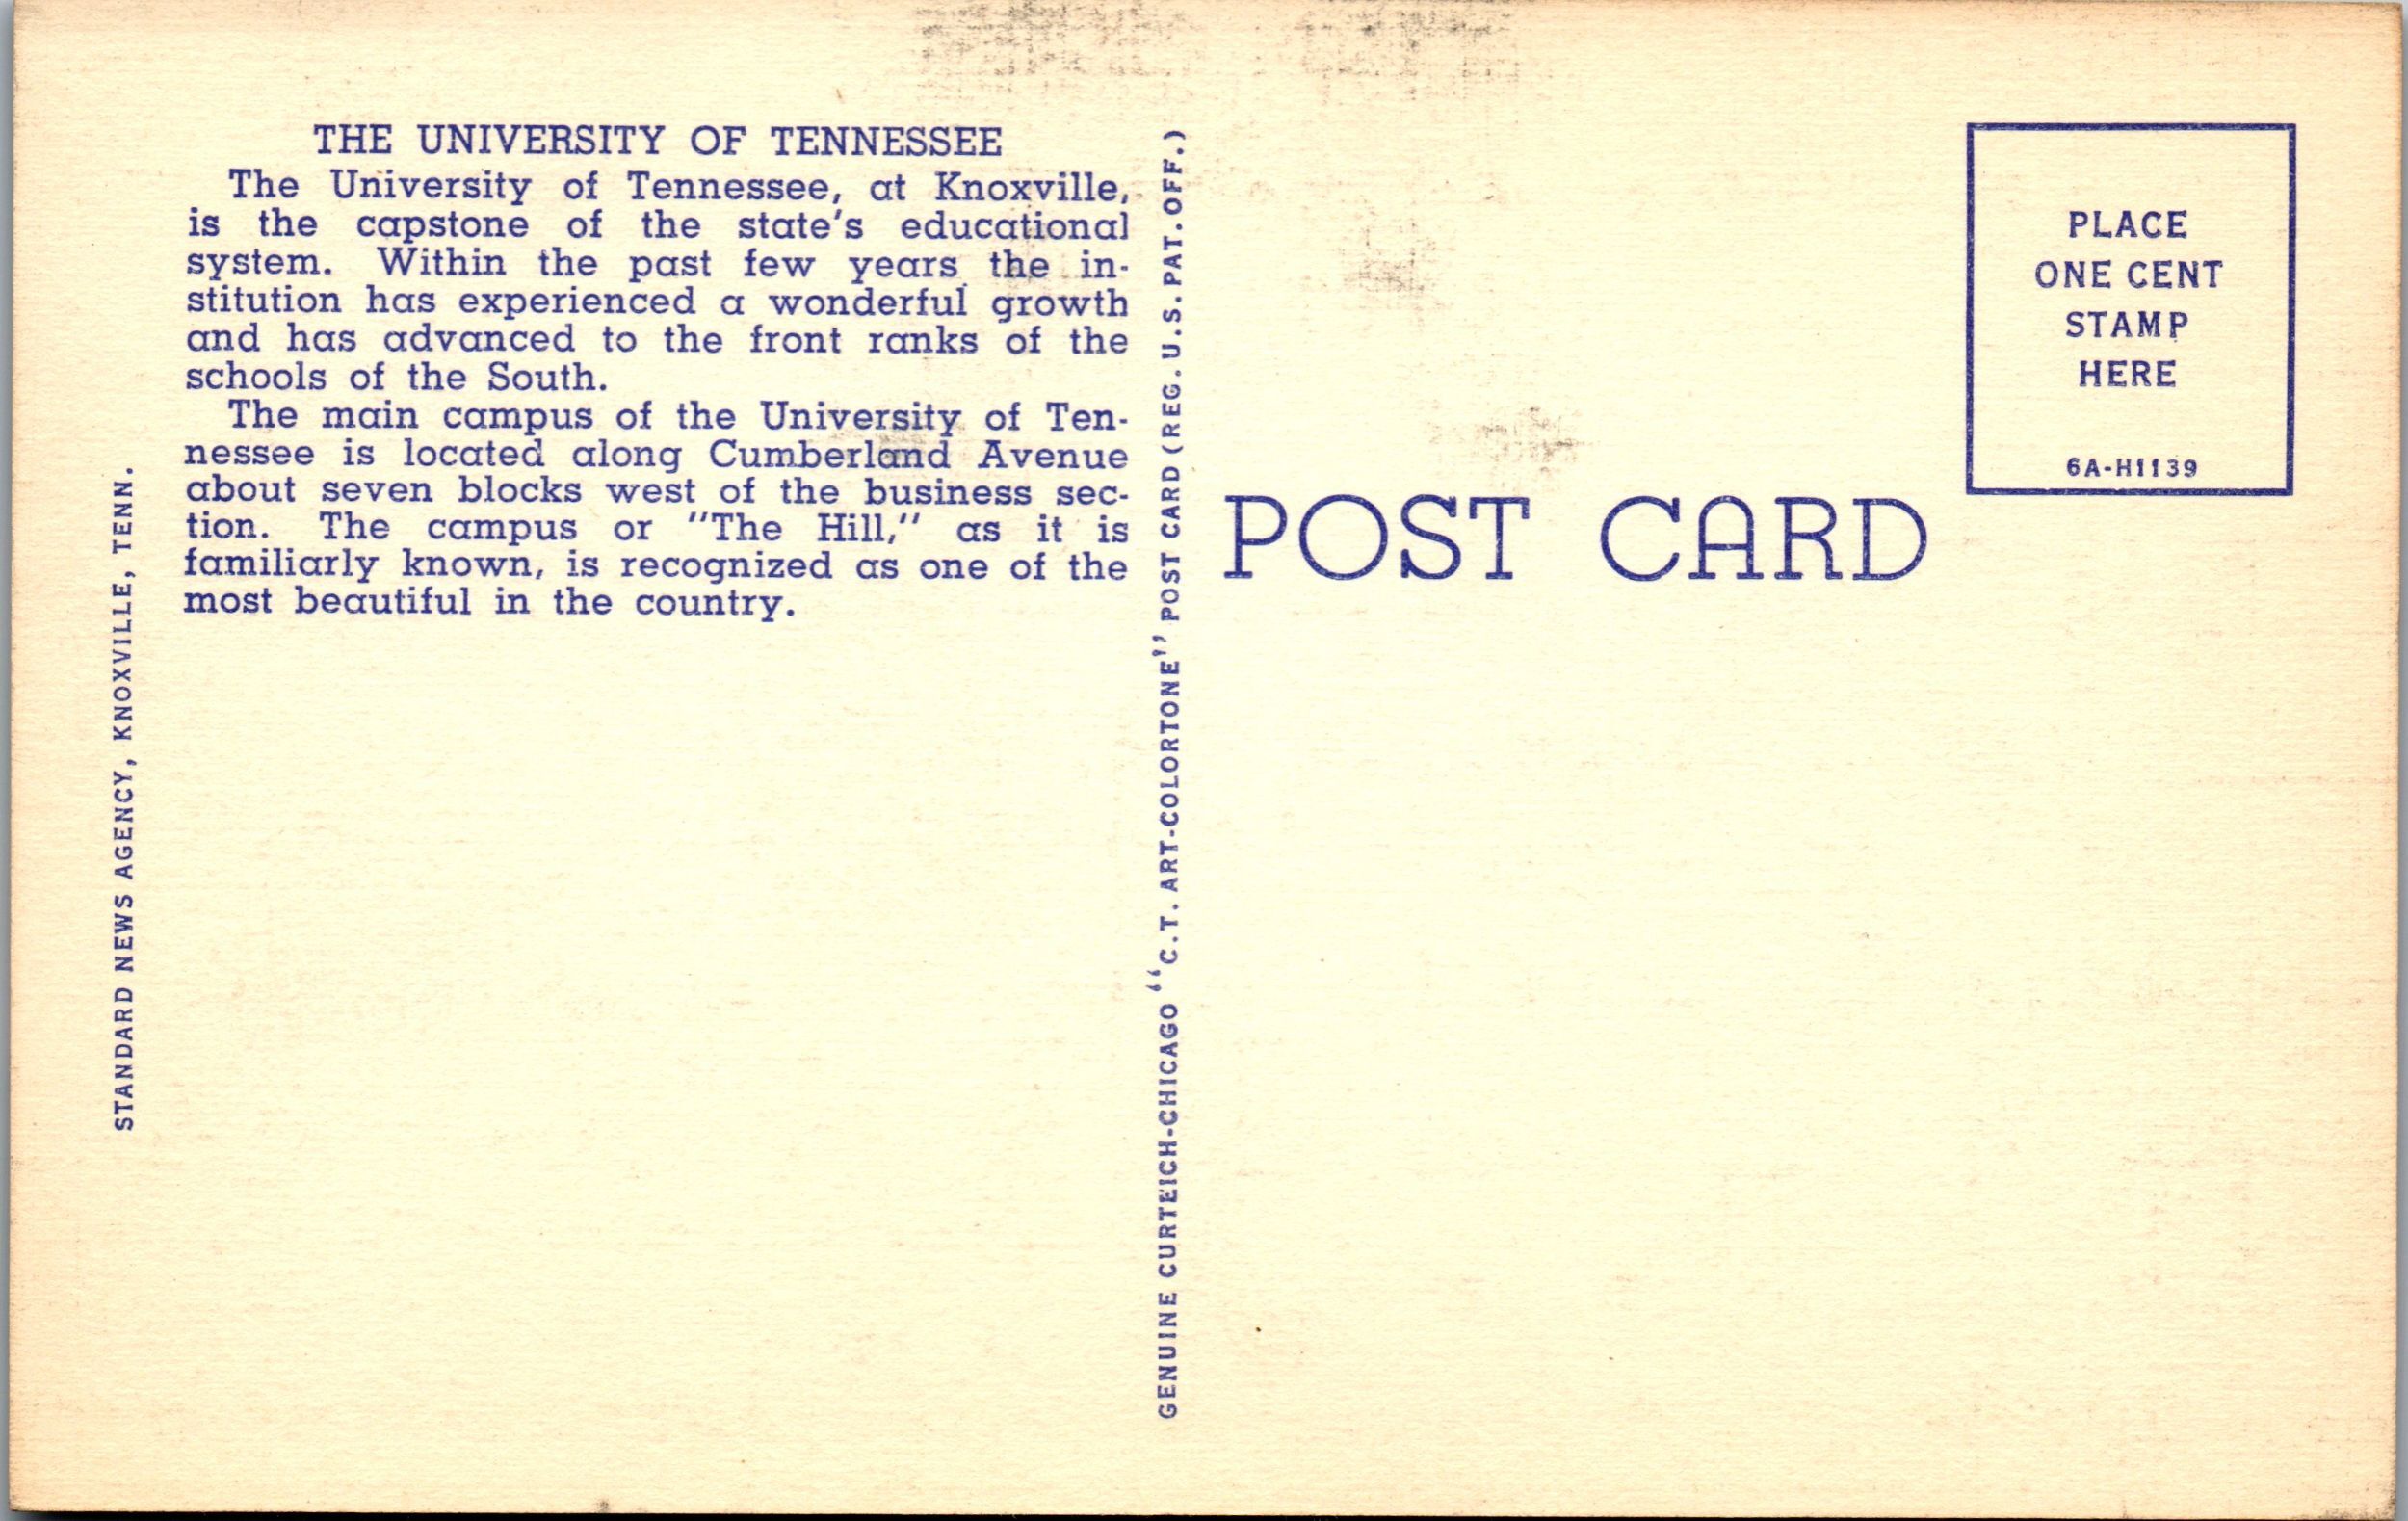 THE UNIVERSITY OF TENNESSEE
The University of Tennessee, at Knoxville,
is the capstone of the state's educational
system. Within the past few years the in-
stitution has experienced a wonderful growth
and has advanced to the front ranks of the
schools of the South.
The main campus of the University of Ten-
nessee is located along Cumberland Avenue
about seven blocks west of the business sec-
tion. The campus or "The Hill," as it is
familiarly known, is recognized as one of the
most beautiful in the country.
STANDARD NEWS AGENCY, KNOXVILLE, TENN.
GENUINE CURTEICH-CHICAGO "C.T. ART-COLORTONE" POST CARD (REG. U.S. PAT. OFF.)
POST CARD
PLACE
ONE CENT
STAMP
HERE
6A-H1139